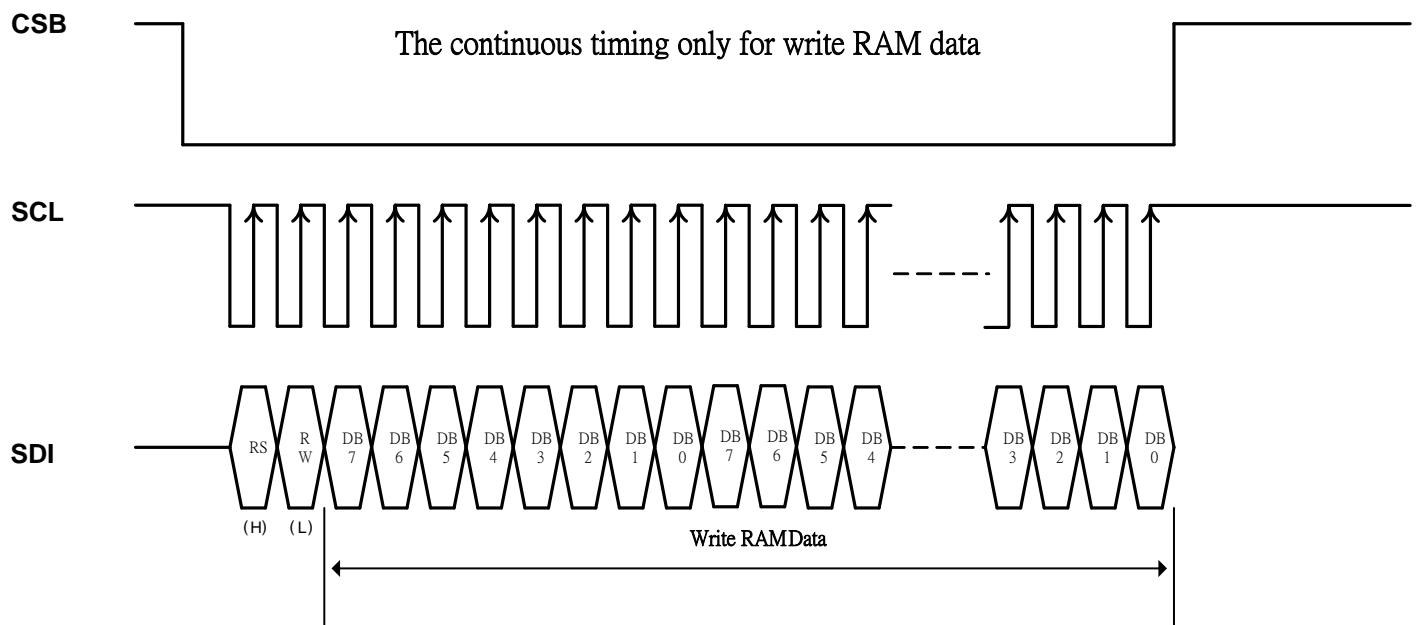 CSB
The continuous timing only for write RAM data
SCL
SDI
RS
R
W
DB
7
DB
6
DB
5
DB
4
DB
3
DB
2
DB
1
DB
0
DB
7
DB
6
DB
5
DB
4
DB
3
DB
2
DB
1
DB
0
(H)
(L)
Write RAMData